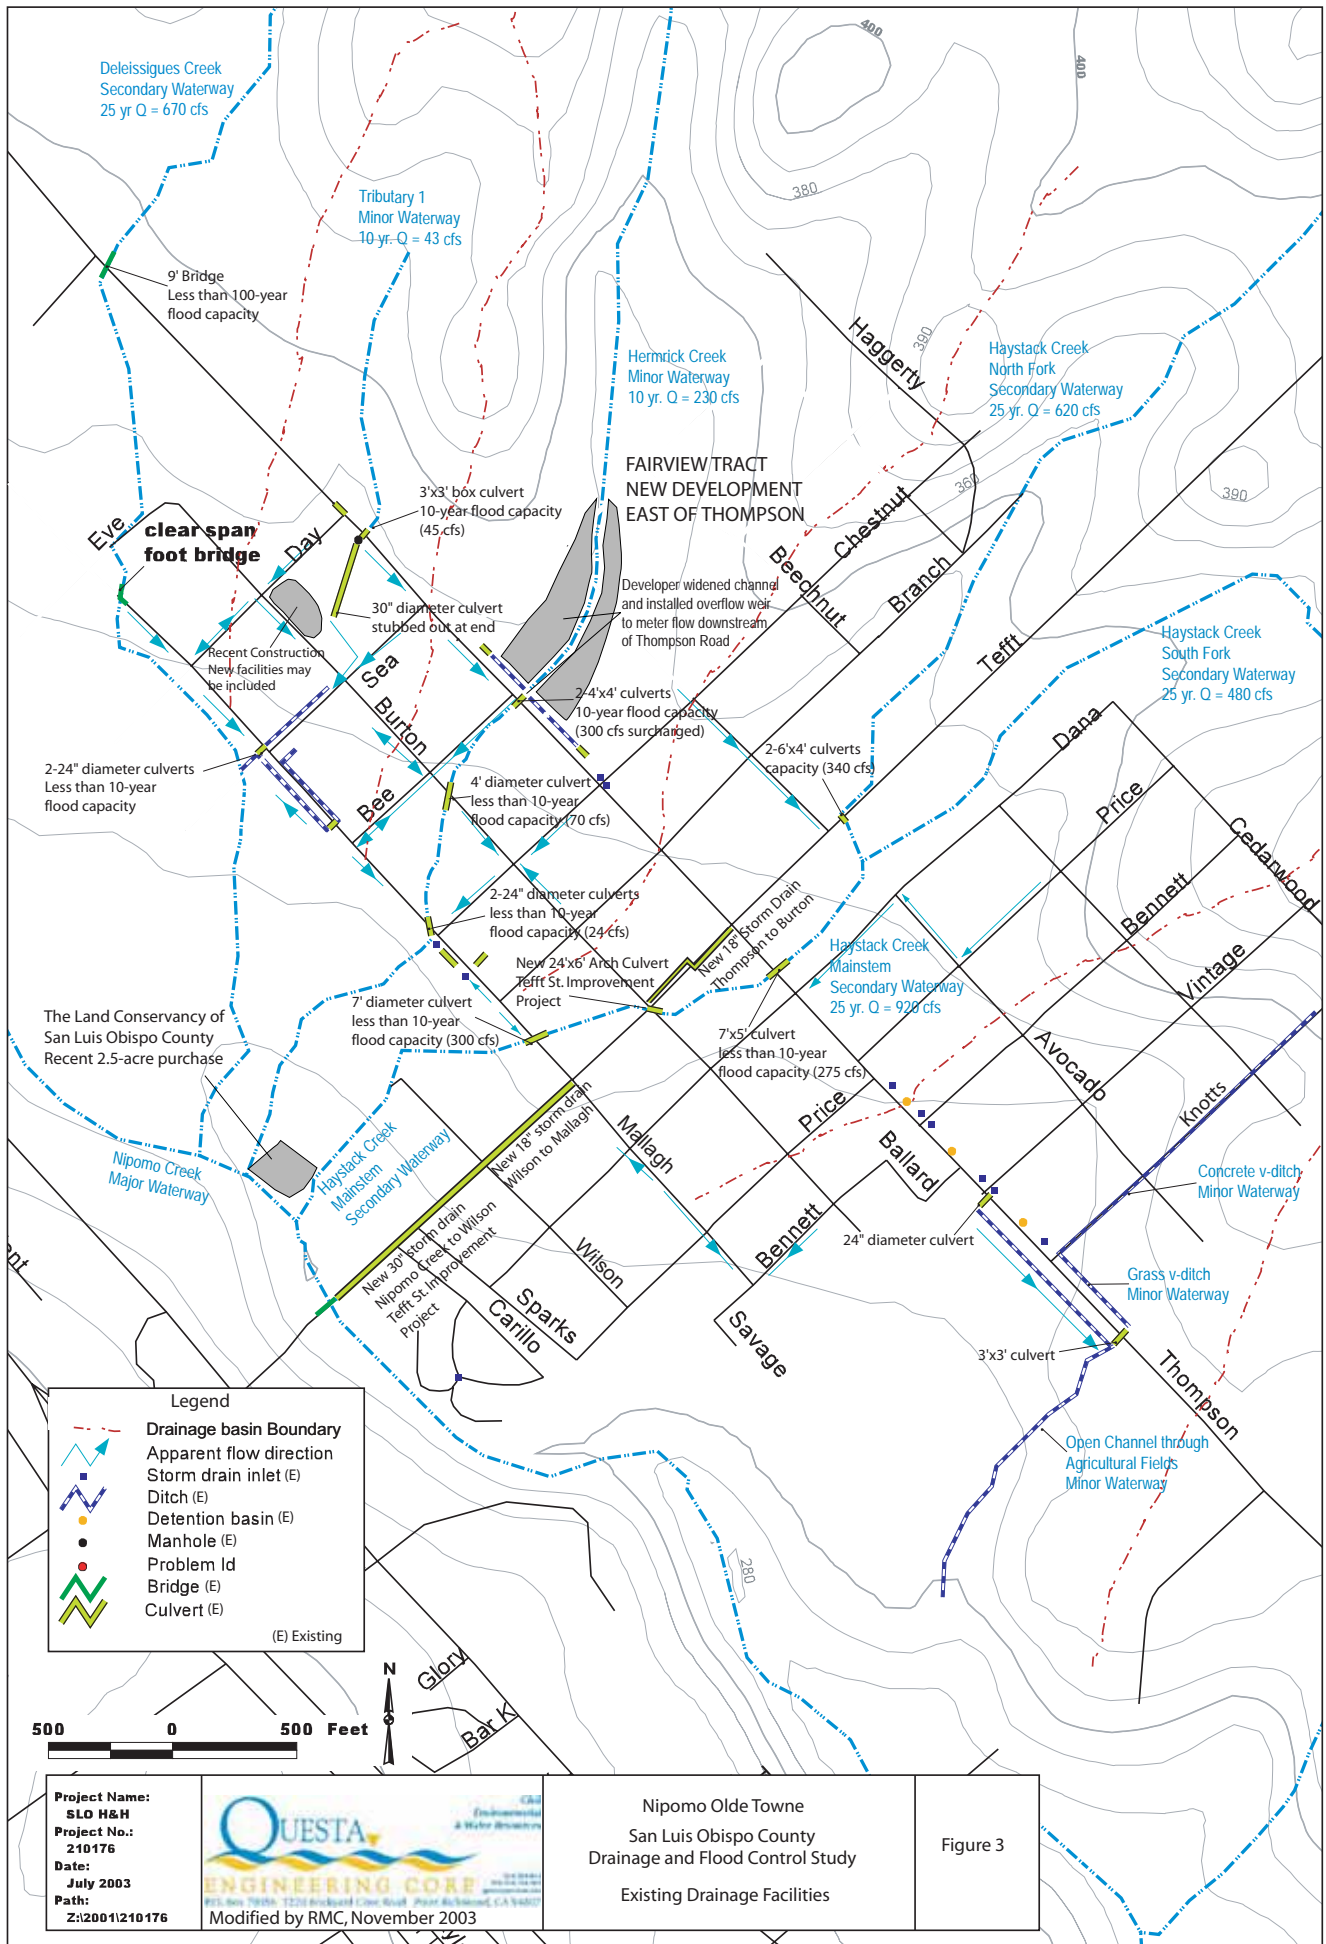 400
400
Deleissigues Creek
Secondary Waterway
25 yr Q = 670 cfs
380
Tributary 1
Minor Waterway
10 yr. Q = 43 cfs
9' Bridge
Less than 100-year
flood capacity
Haggerty
390
Hermrick Creek
Minor Waterway
10 yr. Q = 230 cfs
Haystack Creek
North Fork
Secondary Waterway
25 yr. Q = 620 cfs
FAIRVIEW TRACT
NEW DEVELOPMENT
EAST OF THOMPSON
3'x3' box culvert
10-year flood capacity
(45 cfs)
360
390
Eve
clear span
foot bridge
Day
Chestnut
Beechnut
Branch
Developer widened channel
and installed overflow weir
to meter flow downstream
of Thompson Road
30" diameter culvert
stubbed out at end
Tefft
Haystack Creek
South Fork
Secondary Waterway
25 yr. Q = 480 cfs
Recent Construction
New facilities may
be included
Sea
Burton
2-4'x4' culverts
10-year flood capacity
(300 cfs surcharged)
Dana
2-6'x4' culverts
capacity (340 cfs)
2-24" diameter culverts
Less than 10-year
flood capacity
Bee
4' diameter culvert
less than 10-year
flood capacity (70 cfs)
Price
Cedarwood
Bennett
2-24" diameter culverts
less than 10-year
flood capacity (24 cfs)
New 18" Storm Drain
Thompson to Burton
Haystack Creek
Mainstem
Secondary Waterway
25 yr. Q = 920 cfs
Vintage
New 24'x6' Arch Culvert
Tefft St. Improvement
Project
7' diameter culvert
less than 10-year
flood capacity (300 cfs)
The Land Conservancy of
San Luis Obispo County
Recent 2.5-acre purchase
7'x5' culvert
less than 10-year
flood capacity (275 cfs)
Avocado
Knotts
Price
Mallagh
Ballard
New 18" storm drain
Wilson to Mallagh
Nipomo Creek
Major Waterway
Haystack Creek
Mainstem
Secondary Waterway
Concrete v-ditch
Minor Waterway
New 30" storm drain
Nipomo Creek to Wilson
Tefft St. Improvement
Project
Wilson
Bennett
24" diameter culvert
Grass v-ditch
Minor Waterway
Sparks
Carillo
Savage
3'x3' culvert
Thompson
Open Channel through
Agricultural Fields
Minor Waterway
280
Legend
Drainage basin Boundary
Apparent flow direction
Storm drain inlet (E)
Ditch (E)
Detention basin (E)
Manhole (E)
Problem Id
Bridge (E)
Culvert (E)
(E) Existing
Glory
Bar K
N
500 0 500 Feet
Project Name:
SLO H&H
Project No.:
210176
Date:
July 2003
Path:
Z:\2001\210176
QUESTA
ENGINEERING CORP
Modified by RMC, November 2003
Nipomo Olde Towne
San Luis Obispo County
Drainage and Flood Control Study
Existing Drainage Facilities
Figure 3